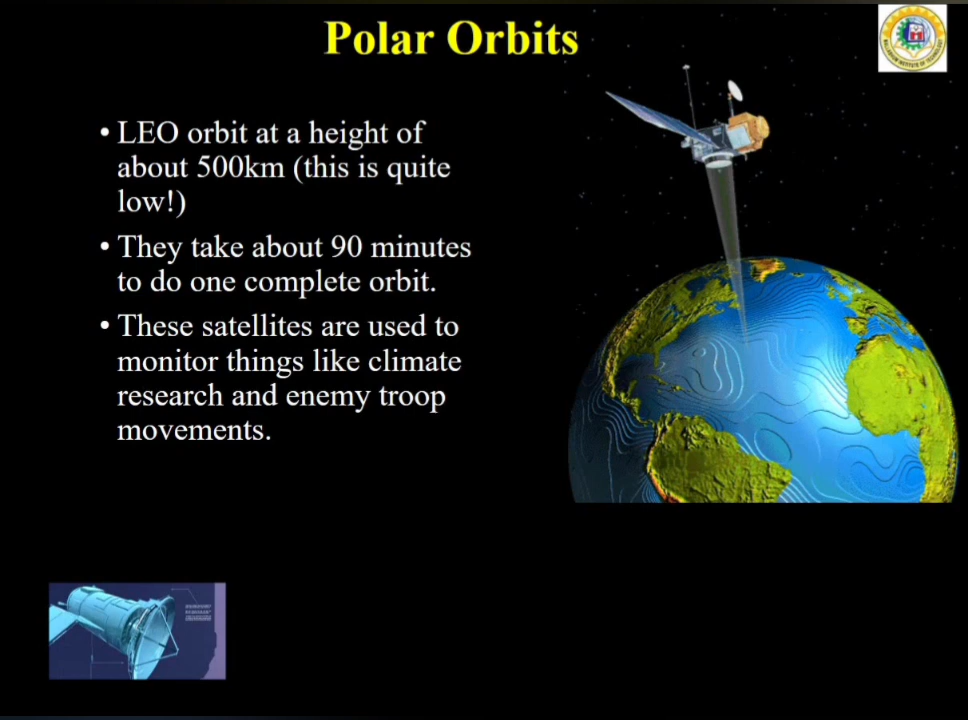 Polar Orbits
• LEO orbit at a height of
about 500km (this is quite
low!)
• They take about 90 minutes
to do one complete orbit.
• These satellites are used to
monitor things like climate
research and enemy troop
movements.